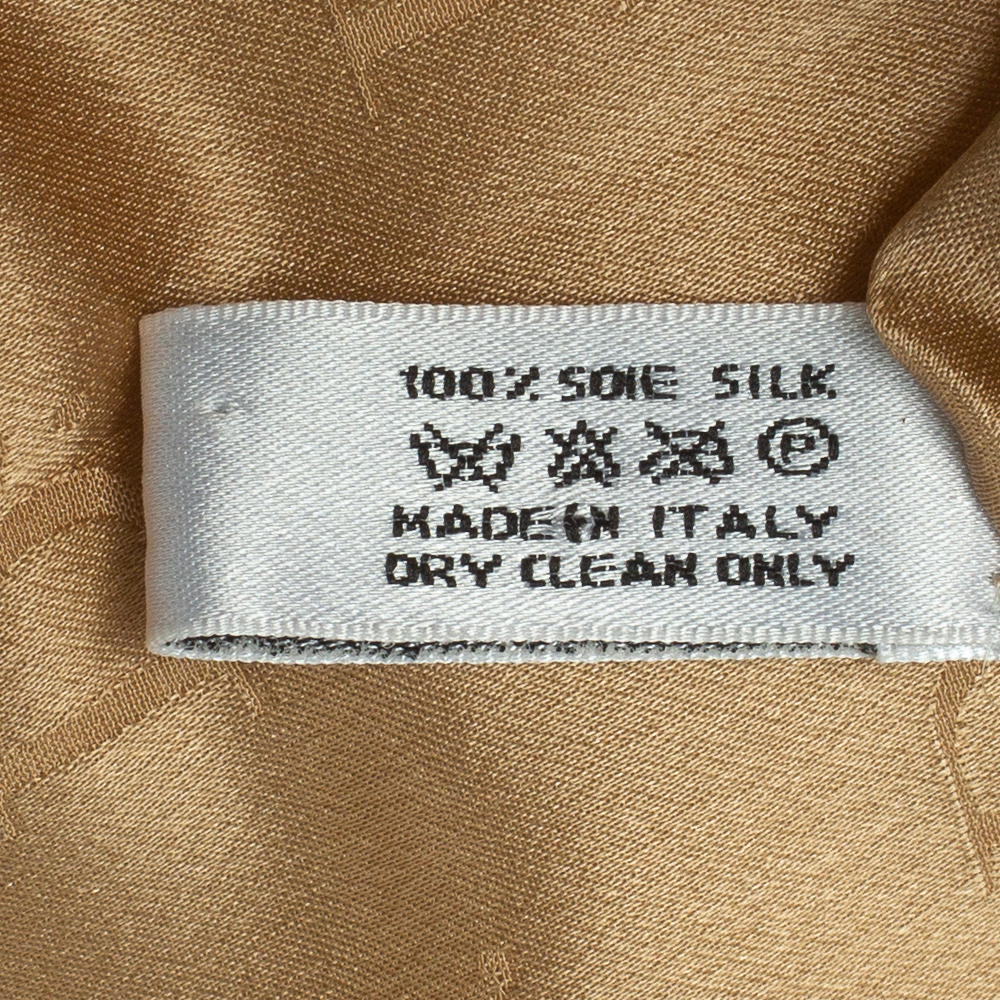 100% SOIE SILK
P
MADE IN ITALY
DRY CLEAN ONLY